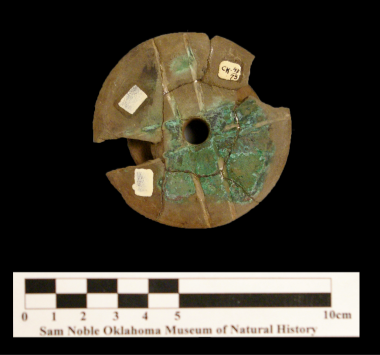 0 1 2 3 4 5 10cm
Sam Noble Oklahoma Museum of Natural History